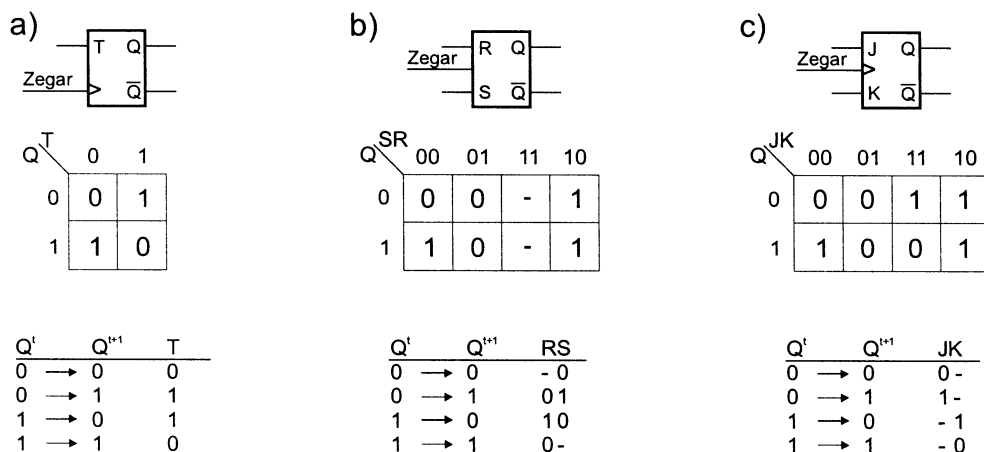 a)
T Q
Zegar
Q̅
T
Q 0 1
0 0 1
1 1 0
Qᵗ Qᵗ⁺¹ T
0 → 0 0
0 → 1 1
1 → 0 1
1 → 1 0
b)
R Q
Zegar
S Q̅
SR
Q 00 01 11 10
0 0 0 - 1
1 1 0 - 1
Qᵗ Qᵗ⁺¹ RS
0 → 0 - 0
0 → 1 0 1
1 → 0 1 0
1 → 1 0 -
c)
J Q
Zegar
K Q̅
JK
Q 00 01 11 10
0 0 0 1 1
1 1 0 0 1
Qᵗ Qᵗ⁺¹ JK
0 → 0 0 -
0 → 1 1 -
1 → 0 - 1
1 → 1 - 0